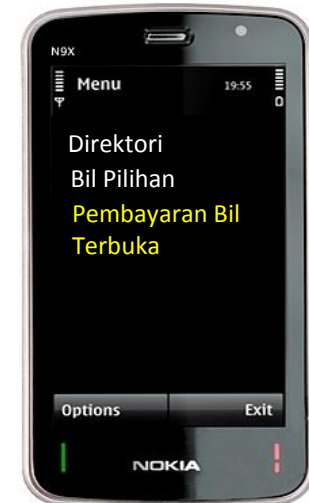 N9X
Menu 19:55
Direktori
Bil Pilihan
Pembayaran Bil
Terbuka
Options Exit
NOKIA